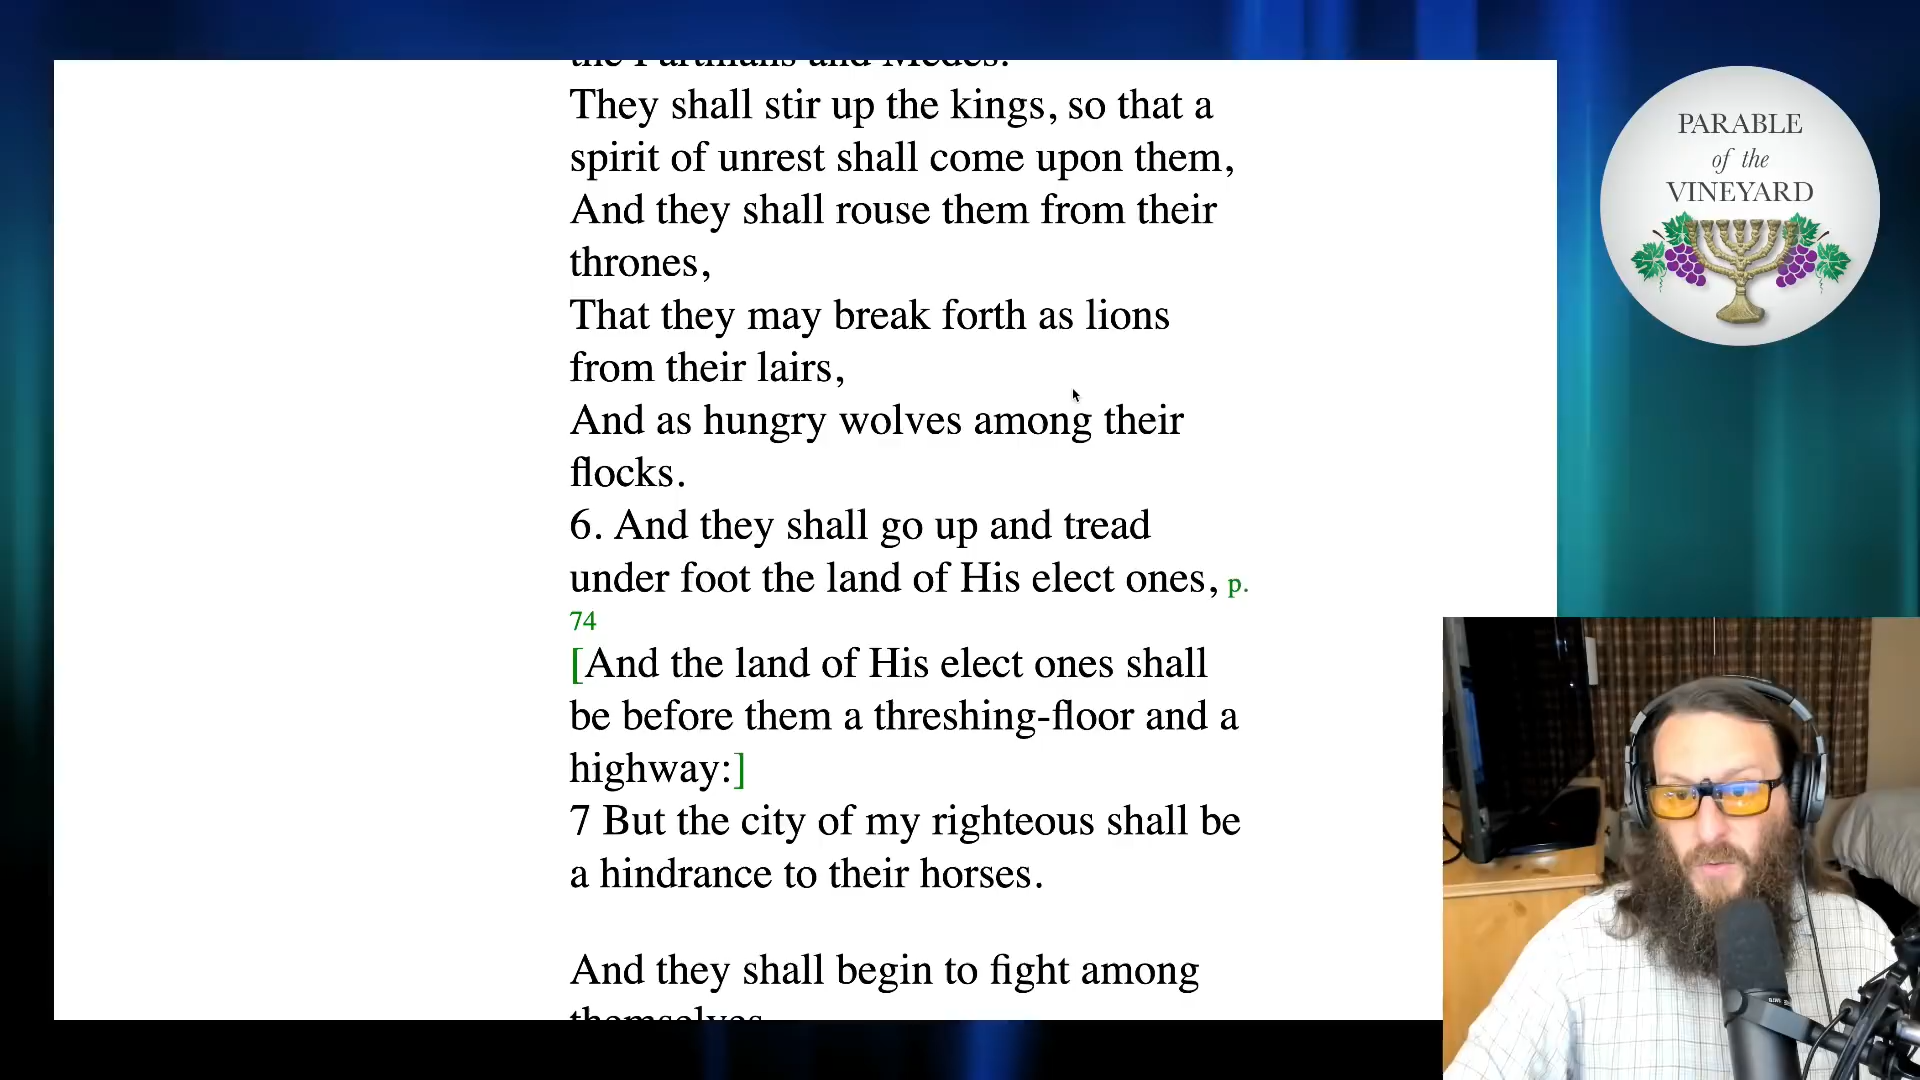 the Parthians and Medes.
They shall stir up the kings, so that a
spirit of unrest shall come upon them,
And they shall rouse them from their
thrones,
That they may break forth as lions
from their lairs,
And as hungry wolves among their
flocks.
6. And they shall go up and tread
under foot the land of His elect ones, p.
74
[And the land of His elect ones shall
be before them a threshing-floor and a
highway:]
7 But the city of my righteous shall be
a hindrance to their horses.
And they shall begin to fight among
themselves
PARABLE
of the
VINEYARD